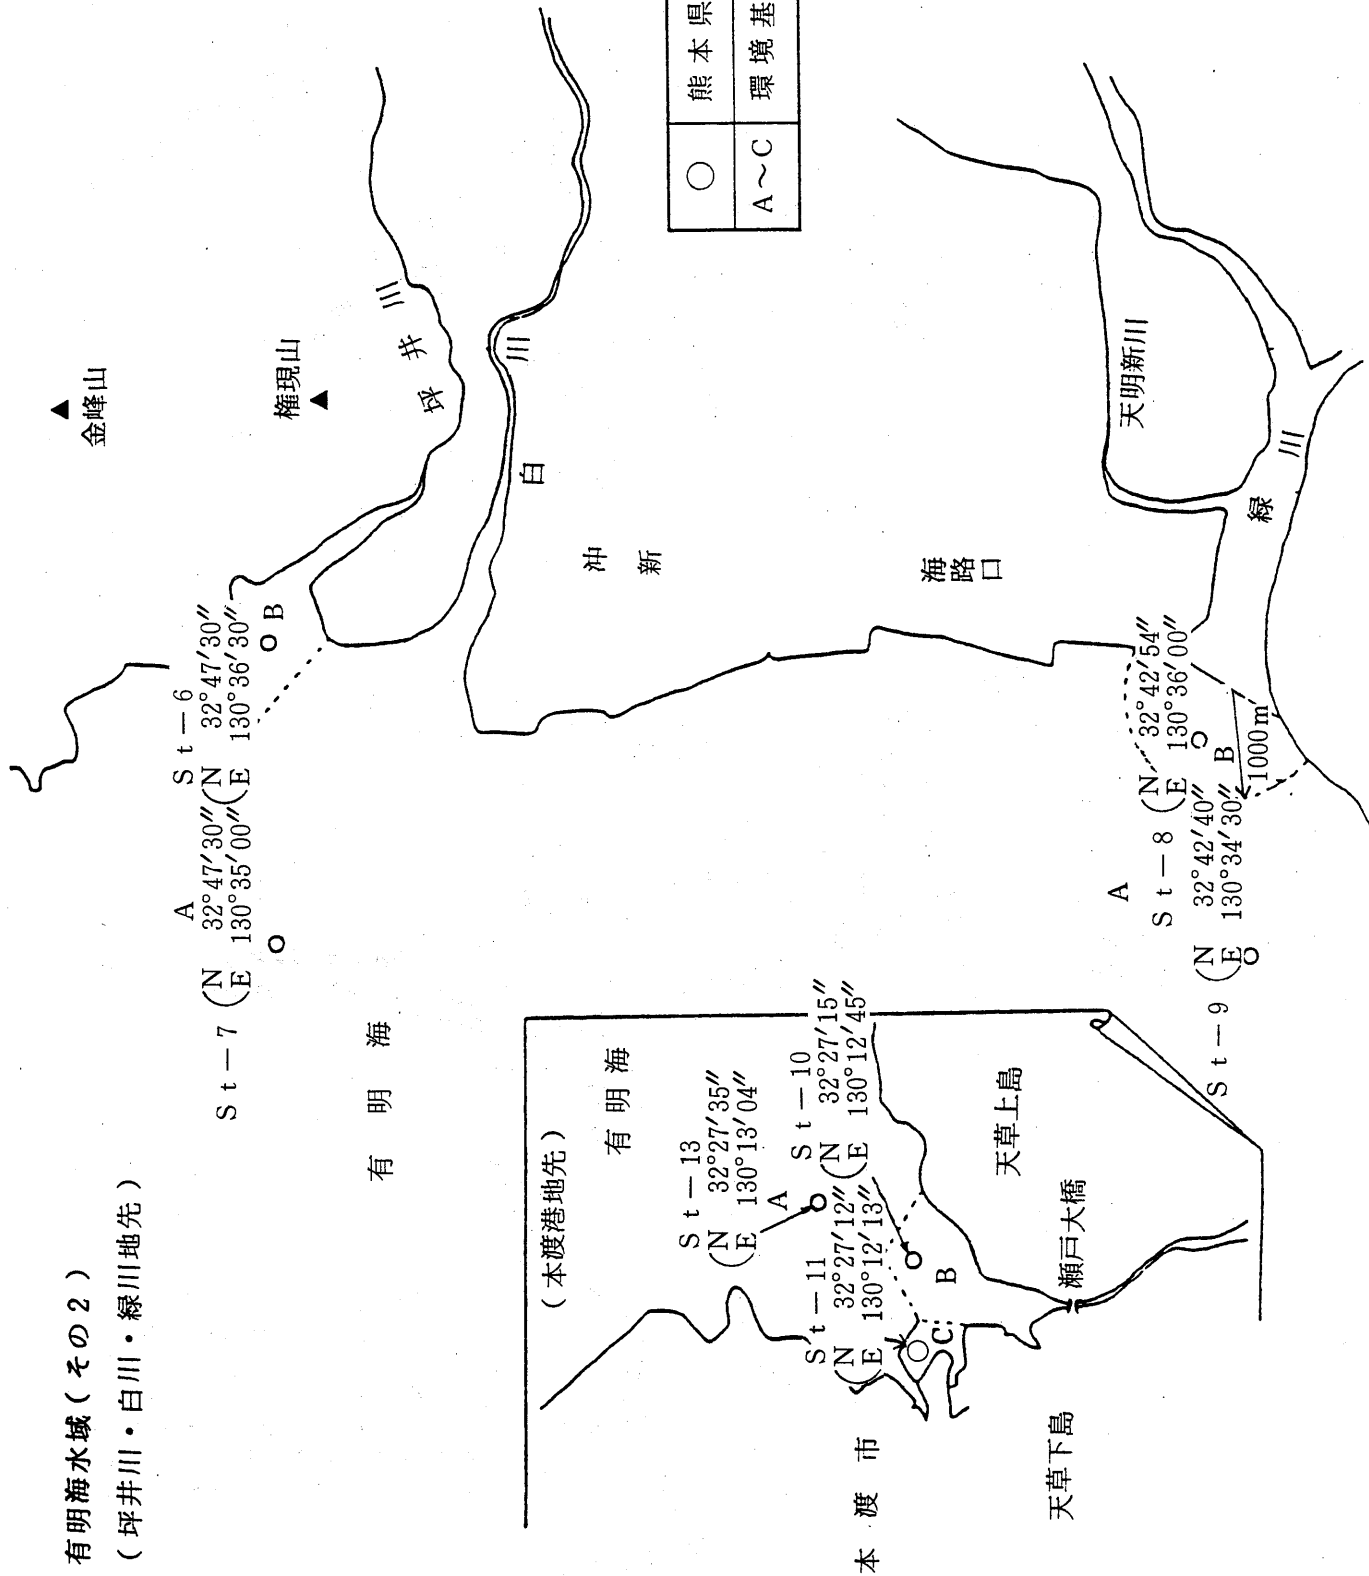 有明海水域(その2)
(坪井川・白川・緑川地先)
▲
金峰山
権現山
▲
坪井川
白川
St-7 (N 32°47′30″
E 130°35′00″
A
St-6
(N 32°47′30″
E 130°36′30″
B
有明海
沖新
海路口
○ 熊本県
A～C 環境基
天明新川
緑川
A
St-8 (N 32°42′54″
E 130°36′00″
B
1000m
St-9 (N 32°42′40″
E 130°34′30″
(本渡港地先)
有明海
St-13
(N 32°27′35″
E 130°13′04″
A
St-10
(N 32°27′15″
E 130°12′45″
St-11
(N 32°27′12″
E 130°12′13″
B
C
本渡市
天草上島
瀬戸大橋
天草下島